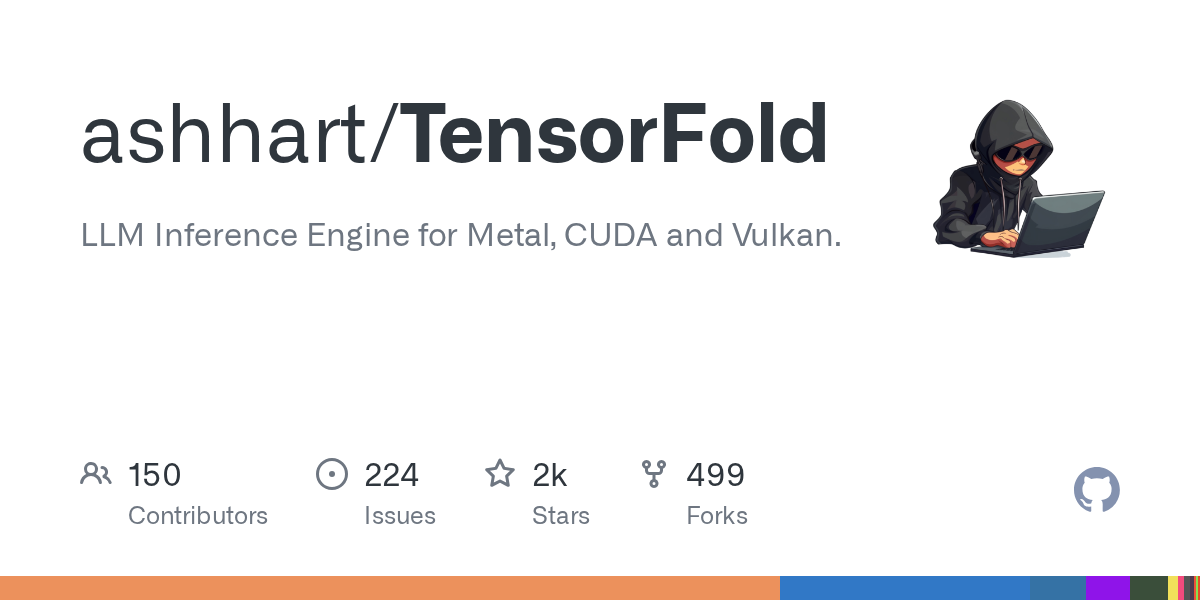 ashhart/TensorFold
LLM Inference Engine for Metal, CUDA and Vulkan.
150 224 2k 499
Contributors Issues Stars Forks